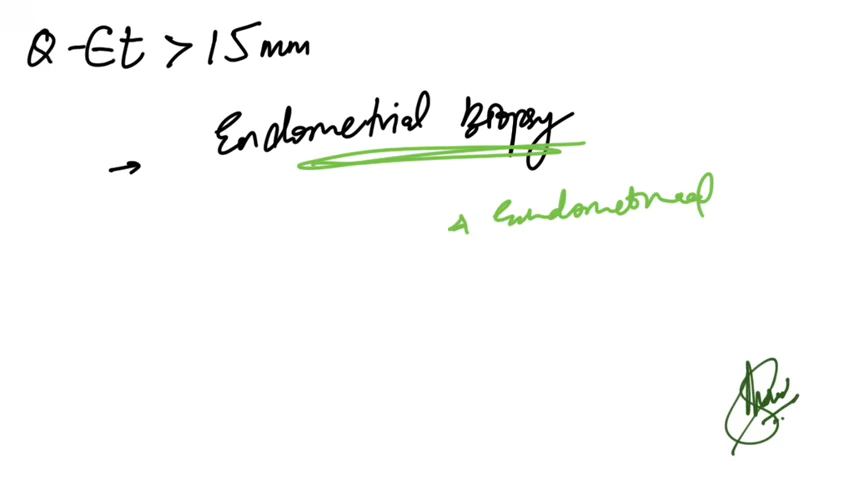 Q - Et > 15 mm
→ Endometrial Biopsy
Δ Endometrial